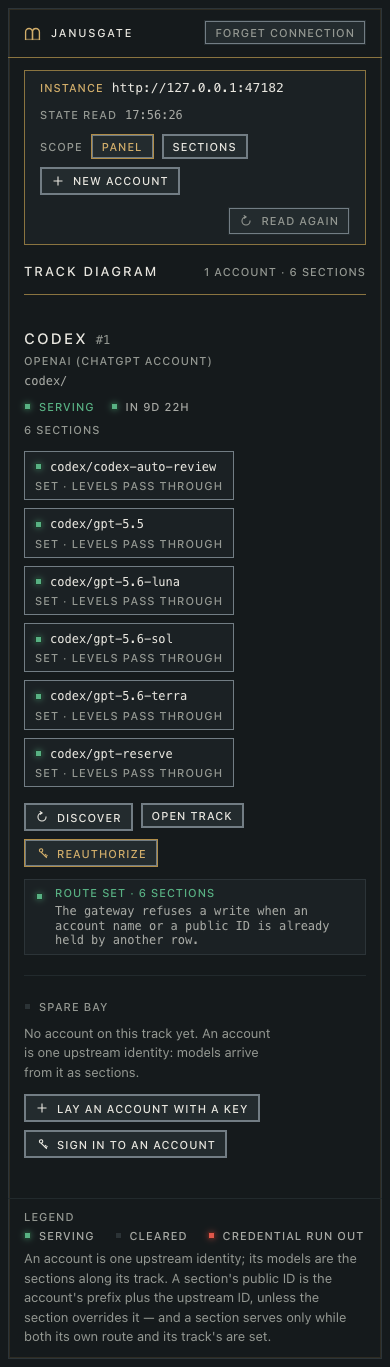 JANUSGATE
FORGET CONNECTION
INSTANCE http://127.0.0.1:47182
STATE READ 17:56:26
SCOPE PANEL SECTIONS
NEW ACCOUNT
READ AGAIN
TRACK DIAGRAM 1 ACCOUNT · 6 SECTIONS
CODEX #1
OPENAI (CHATGPT ACCOUNT)
codex/
SERVING IN 9D 22H
6 SECTIONS
codex/codex-auto-review
SET · LEVELS PASS THROUGH
codex/gpt-5.5
SET · LEVELS PASS THROUGH
codex/gpt-5.6-luna
SET · LEVELS PASS THROUGH
codex/gpt-5.6-sol
SET · LEVELS PASS THROUGH
codex/gpt-5.6-terra
SET · LEVELS PASS THROUGH
codex/gpt-reserve
SET · LEVELS PASS THROUGH
DISCOVER OPEN TRACK
REAUTHORIZE
ROUTE SET · 6 SECTIONS
The gateway refuses a write when an
account name or a public ID is already
held by another row.
SPARE BAY
No account on this track yet. An account
is one upstream identity: models arrive
from it as sections.
LAY AN ACCOUNT WITH A KEY
SIGN IN TO AN ACCOUNT
LEGEND
SERVING CLEARED CREDENTIAL RUN OUT
An account is one upstream identity; its models are the
sections along its track. A section's public ID is the
account's prefix plus the upstream ID, unless the
section overrides it — and a section serves only while
both its own route and its track's are set.